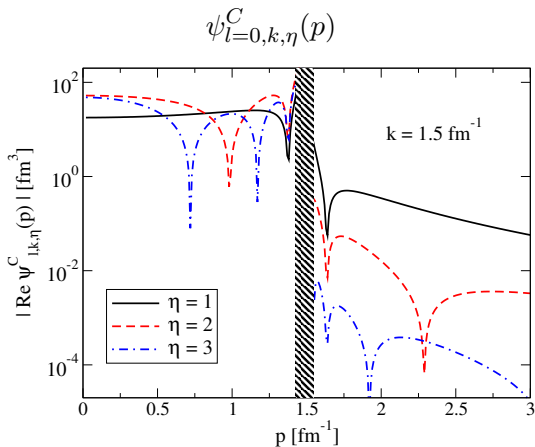 ψ^C_{l=0,k,η}(p)
| Re ψ^C_{l,k,η}(p) | [fm^3]
10^2
10^0
10^-2
10^-4
k = 1.5 fm^-1
η = 1
η = 2
η = 3
0 0.5 1 1.5 2 2.5 3
p [fm^-1]